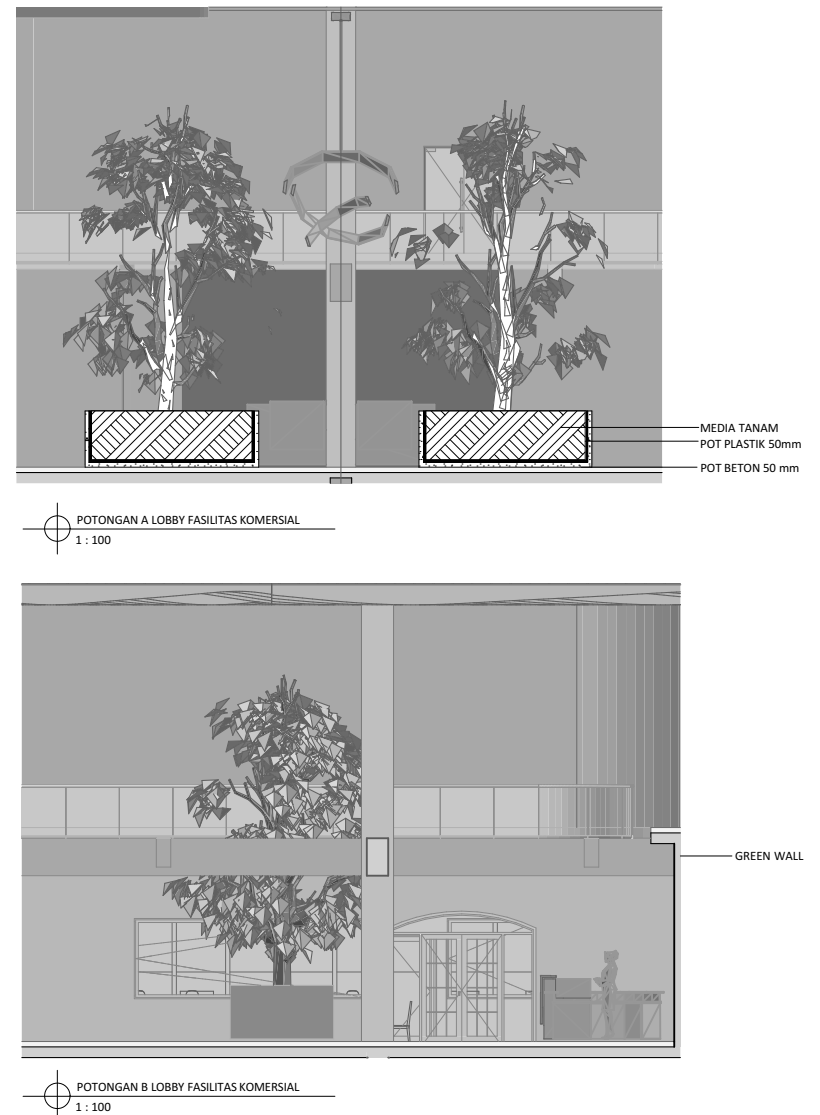 MEDIA TANAM
POT PLASTIK 50mm
POT BETON 50 mm
POTONGAN A LOBBY FASILITAS KOMERSIAL
1 : 100
GREEN WALL
POTONGAN B LOBBY FASILITAS KOMERSIAL
1 : 100